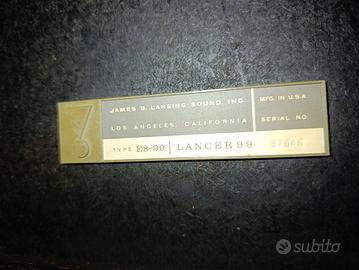 JAMES B. LANSING SOUND, INC.
MFG. IN U.S.A.
LOS ANGELES, CALIFORNIA
SERIAL NO
TYPE E8-99 LANCER 99
subito